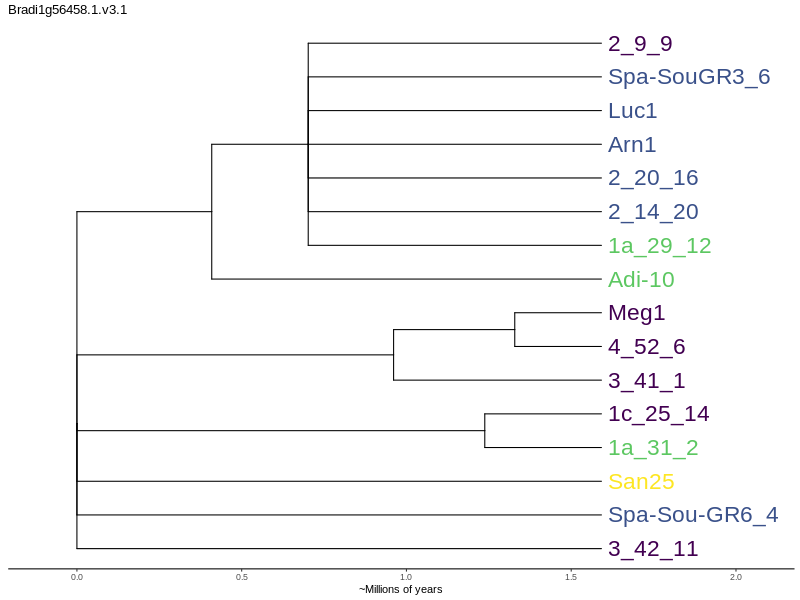 Bradi1g56458.1.v3.1
2_9_9
Spa-SouGR3_6
Luc1
Arn1
2_20_16
2_14_20
1a_29_12
Adi-10
Meg1
4_52_6
3_41_1
1c_25_14
1a_31_2
San25
Spa-Sou-GR6_4
3_42_11
0.0 0.5 1.0 1.5 2.0
~Millions of years